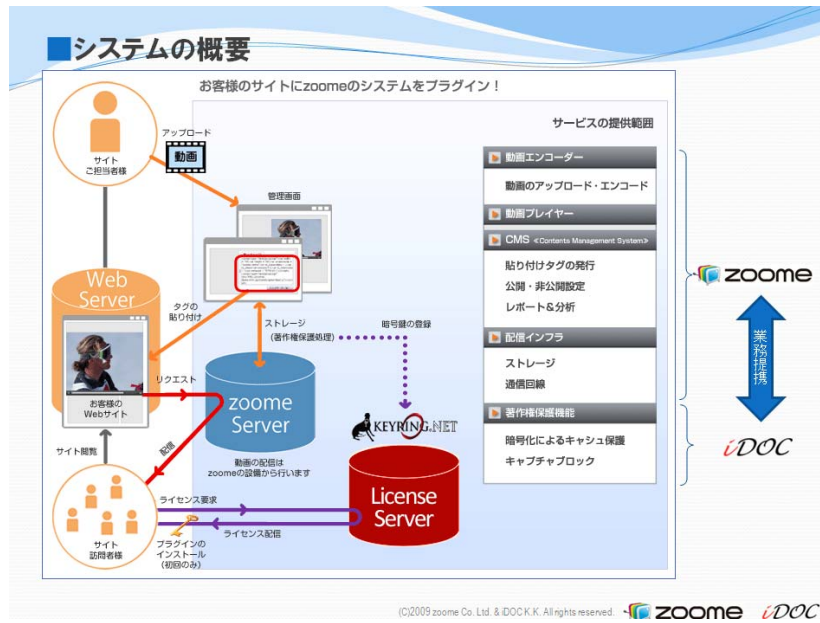 ■システムの概要
お客様のサイトにzoomeのシステムをプラグイン！
サイト
ご担当者様
アップロード
動画
管理画面
Web
Server
タグの
貼り付け
ストレージ
(著作権保護処理)
暗号鍵の登録
お客様の
Webサイト
リクエスト
配信
zoome
Server
動画の配信は
zoomeの設備から行います
KEYRING.NET
License
Server
サイト閲覧
サイト
訪問者様
ライセンス要求
ライセンス配信
プラグインの
インストール
(初回のみ)
サービスの提供範囲
動画エンコーダー
動画のアップロード・エンコード
動画プレイヤー
CMS ≪Contents Management System≫
貼り付けタグの発行
公開・非公開設定
レポート＆分析
配信インフラ
ストレージ
通信回線
著作権保護機能
暗号化によるキャシュ保護
キャプチャブロック
zoome
業務提携
iDOC
(C)2009 zoome Co. Ltd. & iDOC K.K. All rights reserved.
zoome
iDOC